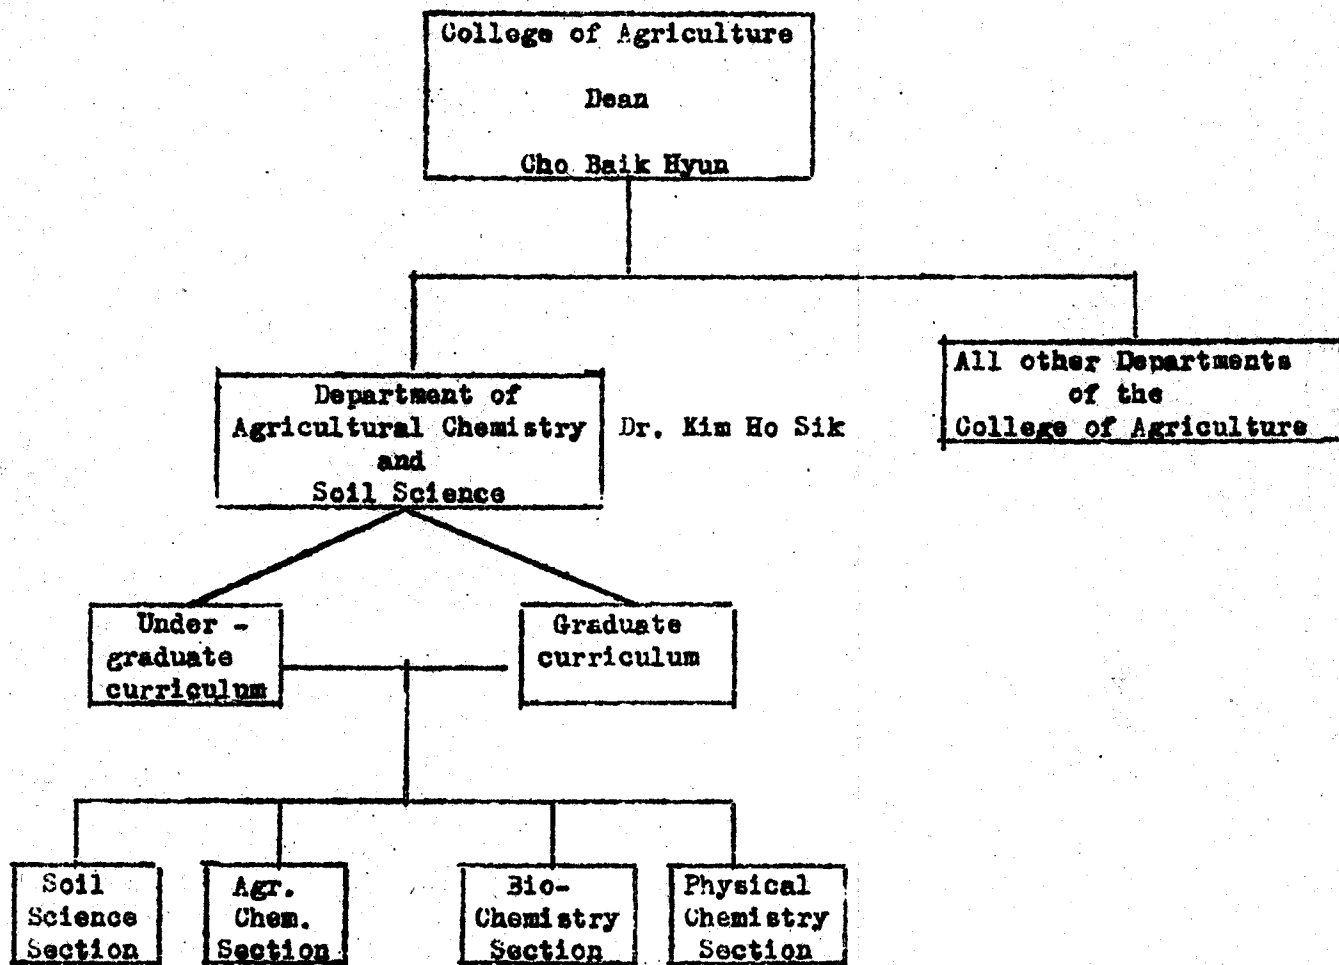 College of Agriculture
Dean
Cho Baik Hyun
Department of
Agricultural Chemistry
and
Soil Science
Dr. Kim Ho Sik
All other Departments
of the
College of Agriculture
Under -
graduate
curriculum
Graduate
curriculum
Soil
Science
Section
Agr.
Chem.
Section
Bio-
Chemistry
Section
Physical
Chemistry
Section